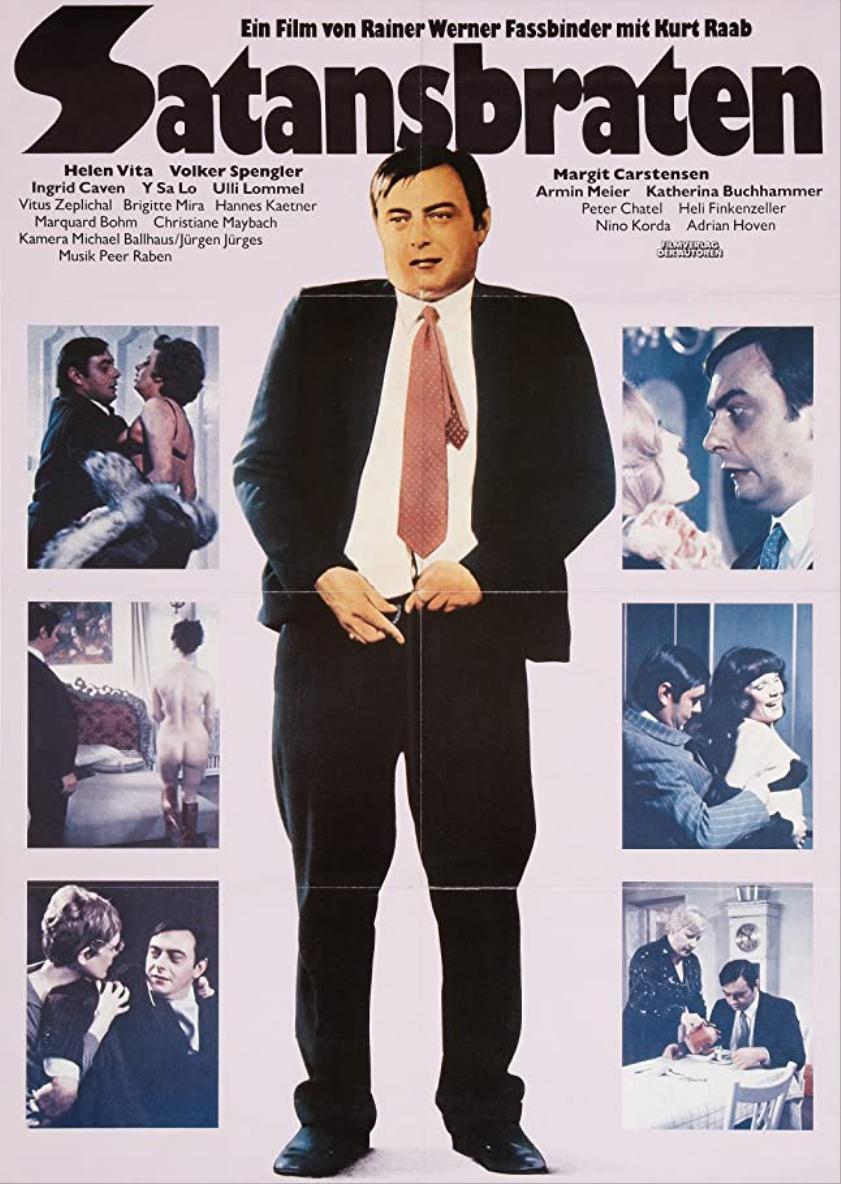 Ein Film von Rainer Werner Fassbinder mit Kurt Raab
Satansbraten
Helen Vita Volker Spengler
Ingrid Caven Y Sa Lo Ulli Lommel
Vitus Zeplichal Brigitte Mira Hannes Kaetner
Marquard Bohm Christiane Maybach
Kamera Michael Ballhaus/Jürgen Jürges
Musik Peer Raben
Margit Carstensen
Armin Meier Katherina Buchhammer
Peter Chatel Heli Finkenzeller
Nino Korda Adrian Hoven
FILMVERLAG
DER AUTOREN